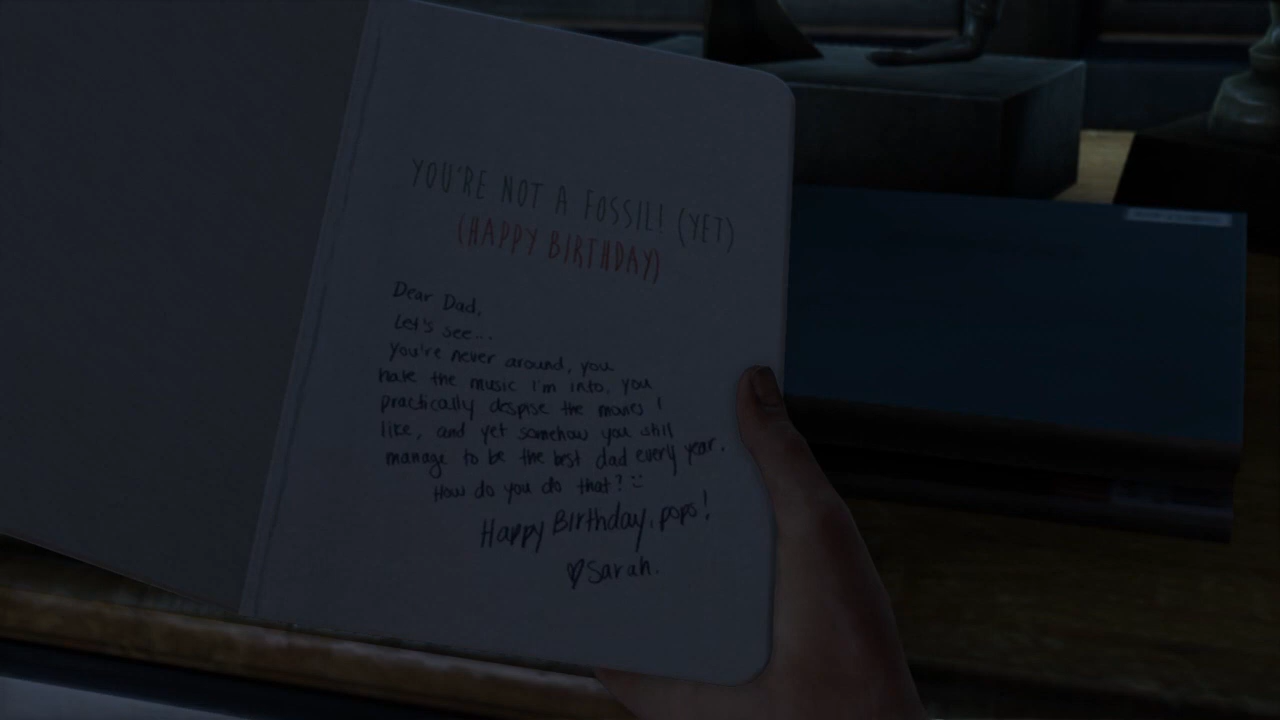 YOU'RE NOT A FOSSIL! (YET)
(HAPPY BIRTHDAY)
Dear Dad,
Let's see...
You're never around, you
hate the music I'm into, you
practically despise the movies I
like, and yet somehow you still
manage to be the best dad every year.
How do you do that? :)
Happy Birthday, pops!
♡ Sarah.